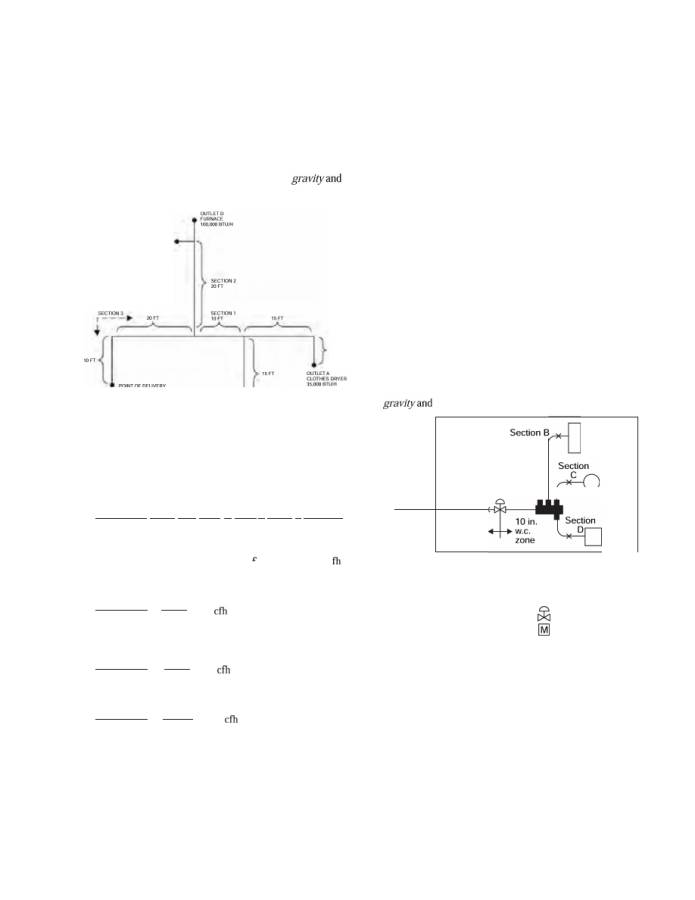 gravity and
OUTLET D
FURNACE
100,000 BTU/H
SECTION 2
20 FT
SECTION 3
20 FT
SECTION 1
10 FT
15 FT
10 FT
15 FT
OUTLET A
CLOTHES DRYER
35,000 BTU/H
POINT OF DELIVERY
fh
cfh
cfh
cfh
gravity and
Section B
Section
C
10 in.
w.c.
zone
Section
D
M